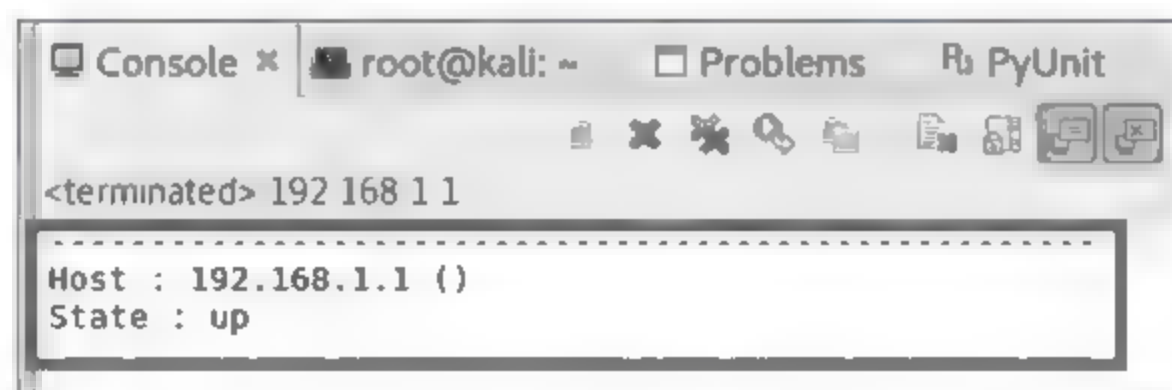 Console root@kali: ~ Problems PyUnit
<terminated> 192 168 1 1
----------------------------------------------------
Host : 192.168.1.1 ()
State : up